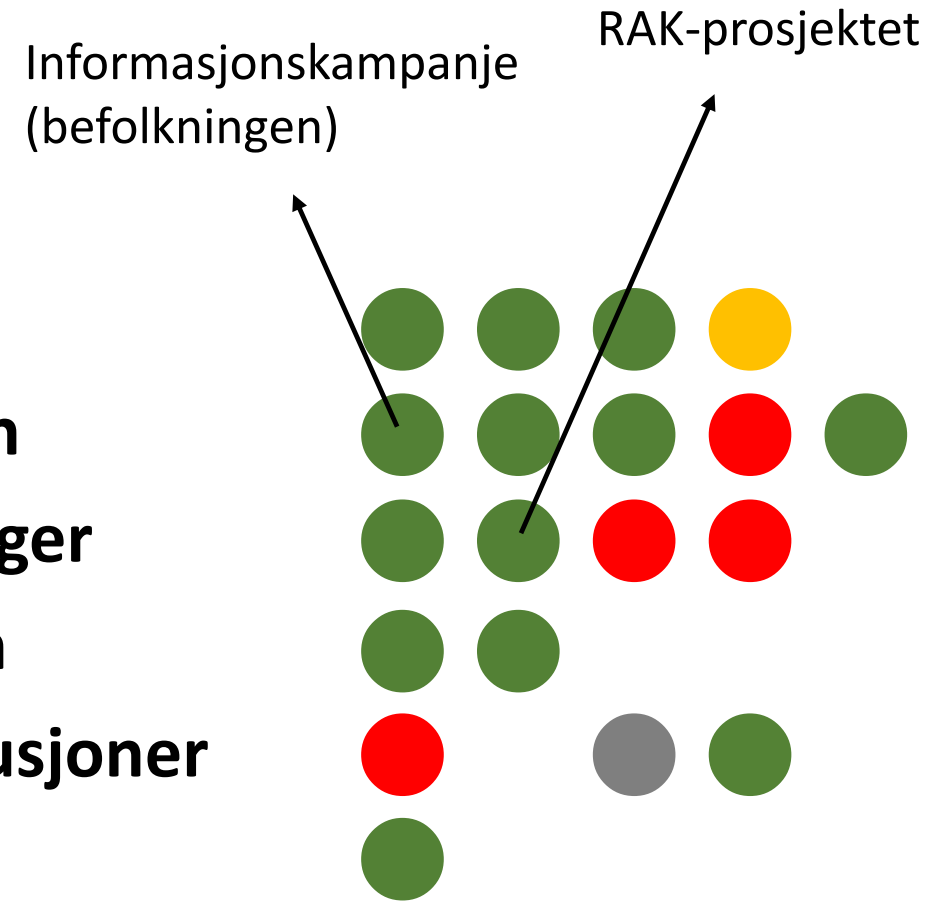 RAK-prosjektet
Informasjonskampanje
(befolkningen)
n
ger
n
usjoner